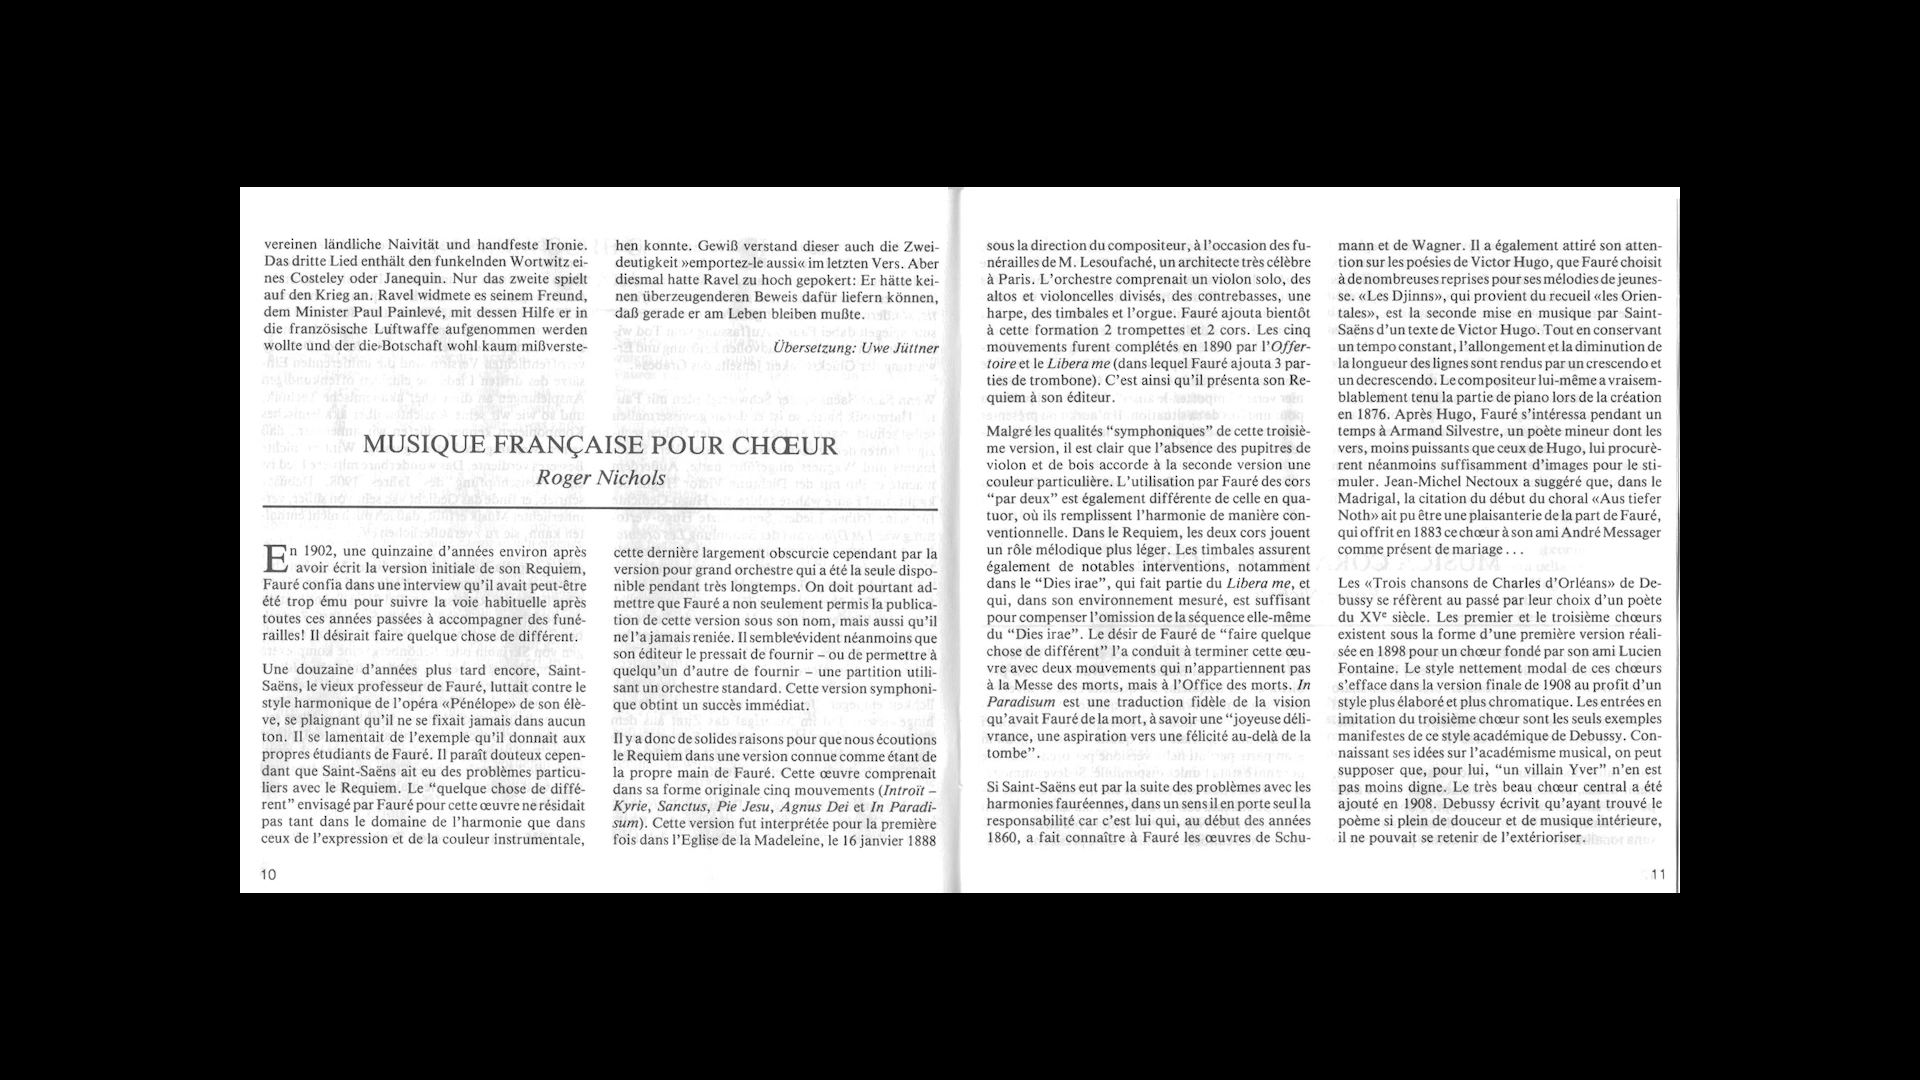 vereinen ländliche Naivität und handfeste Ironie.
Das dritte Lied enthält den funkelnden Wortwitz ei-
nes Costeley oder Janequin. Nur das zweite spielt
auf den Krieg an. Ravel widmete es seinem Freund,
dem Minister Paul Painlevé, mit dessen Hilfe er in
die französische Luftwaffe aufgenommen werden
wollte und der die Botschaft wohl kaum mißverste-
hen konnte. Gewiß verstand dieser auch die Zwei-
deutigkeit »emportez-le aussi« im letzten Vers. Aber
diesmal hatte Ravel zu hoch gepokert: Er hätte kei-
nen überzeugenderen Beweis dafür liefern können,
daß gerade er am Leben bleiben mußte.
Übersetzung: Uwe Jüttner
MUSIQUE FRANÇAISE POUR CHŒUR
Roger Nichols
En 1902, une quinzaine d'années environ après
avoir écrit la version initiale de son Requiem,
Fauré confia dans une interview qu'il avait peut-être
été trop ému pour suivre la voie habituelle après
toutes ces années passées à accompagner des funé-
railles! Il désirait faire quelque chose de différent.
Une douzaine d'années plus tard encore, Saint-
Saëns, le vieux professeur de Fauré, luttait contre le
style harmonique de l'opéra «Pénélope» de son élè-
ve, se plaignant qu'il ne se fixait jamais dans aucun
ton. Il se lamentait de l'exemple qu'il donnait aux
propres étudiants de Fauré. Il paraît douteux cepen-
dant que Saint-Saëns ait eu des problèmes particu-
liers avec le Requiem. Le "quelque chose de diffé-
rent" envisagé par Fauré pour cette œuvre ne résidait
pas tant dans le domaine de l'harmonie que dans
ceux de l'expression et de la couleur instrumentale,
cette dernière largement obscurcie cependant par la
version pour grand orchestre qui a été la seule dispo-
nible pendant très longtemps. On doit pourtant ad-
mettre que Fauré a non seulement permis la publica-
tion de cette version sous son nom, mais aussi qu'il
ne l'a jamais reniée. Il semble évident néanmoins que
son éditeur le pressait de fournir – ou de permettre à
quelqu'un d'autre de fournir – une partition utili-
sant un orchestre standard. Cette version symphoni-
que obtint un succès immédiat.
Il y a donc de solides raisons pour que nous écoutions
le Requiem dans une version connue comme étant de
la propre main de Fauré. Cette œuvre comprenait
dans sa forme originale cinq mouvements (Introït –
Kyrie, Sanctus, Pie Jesu, Agnus Dei et In Paradi-
sum). Cette version fut interprétée pour la première
fois dans l'Eglise de la Madeleine, le 16 janvier 1888
10
sous la direction du compositeur, à l'occasion des fu-
nérailles de M. Lesoufaché, un architecte très célèbre
à Paris. L'orchestre comprenait un violon solo, des
altos et violoncelles divisés, des contrebasses, une
harpe, des timbales et l'orgue. Fauré ajouta bientôt
à cette formation 2 trompettes et 2 cors. Les cinq
mouvements furent complétés en 1890 par l'Offer-
toire et le Libera me (dans lequel Fauré ajouta 3 par-
ties de trombone). C'est ainsi qu'il présenta son Re-
quiem à son éditeur.
Malgré les qualités "symphoniques" de cette troisiè-
me version, il est clair que l'absence des pupitres de
violon et de bois accorde à la seconde version une
couleur particulière. L'utilisation par Fauré des cors
"par deux" est également différente de celle en qua-
tuor, où ils remplissent l'harmonie de manière con-
ventionnelle. Dans le Requiem, les deux cors jouent
un rôle mélodique plus léger. Les timbales assurent
également de notables interventions, notamment
dans le "Dies irae", qui fait partie du Libera me, et
qui, dans son environnement mesuré, est suffisant
pour compenser l'omission de la séquence elle-même
du "Dies irae". Le désir de Fauré de "faire quelque
chose de différent" l'a conduit à terminer cette œu-
vre avec deux mouvements qui n'appartiennent pas
à la Messe des morts, mais à l'Office des morts. In
Paradisum est une traduction fidèle de la vision
qu'avait Fauré de la mort, à savoir une "joyeuse déli-
vrance, une aspiration vers une félicité au-delà de la
tombe".
Si Saint-Saëns eut par la suite des problèmes avec les
harmonies fauréennes, dans un sens il en porte seul la
responsabilité car c'est lui qui, au début des années
1860, a fait connaître à Fauré les œuvres de Schu-
mann et de Wagner. Il a également attiré son atten-
tion sur les poésies de Victor Hugo, que Fauré choisit
à de nombreuses reprises pour ses mélodies de jeunes-
se. «Les Djinns», qui provient du recueil «les Orien-
tales», est la seconde mise en musique par Saint-
Saëns d'un texte de Victor Hugo. Tout en conservant
un tempo constant, l'allongement et la diminution de
la longueur des lignes sont rendus par un crescendo et
un decrescendo. Le compositeur lui-même a vraisem-
blablement tenu la partie de piano lors de la création
en 1876. Après Hugo, Fauré s'intéressa pendant un
temps à Armand Silvestre, un poète mineur dont les
vers, moins puissants que ceux de Hugo, lui procurè-
rent néanmoins suffisamment d'images pour le sti-
muler. Jean-Michel Nectoux a suggéré que, dans le
Madrigal, la citation du début du choral «Aus tiefer
Noth» ait pu être une plaisanterie de la part de Fauré,
qui offrit en 1883 ce chœur à son ami André Messager
comme présent de mariage . . .
Les «Trois chansons de Charles d'Orléans» de De-
bussy se réfèrent au passé par leur choix d'un poète
du XVe siècle. Les premier et le troisième chœurs
existent sous la forme d'une première version réali-
sée en 1898 pour un chœur fondé par son ami Lucien
Fontaine. Le style nettement modal de ces chœurs
s'efface dans la version finale de 1908 au profit d'un
style plus élaboré et plus chromatique. Les entrées en
imitation du troisième chœur sont les seuls exemples
manifestes de ce style académique de Debussy. Con-
naissant ses idées sur l'académisme musical, on peut
supposer que, pour lui, "un villain Yver" n'en est
pas moins digne. Le très beau chœur central a été
ajouté en 1908. Debussy écrivit qu'ayant trouvé le
poème si plein de douceur et de musique intérieure,
il ne pouvait se retenir de l'extérioriser.
11